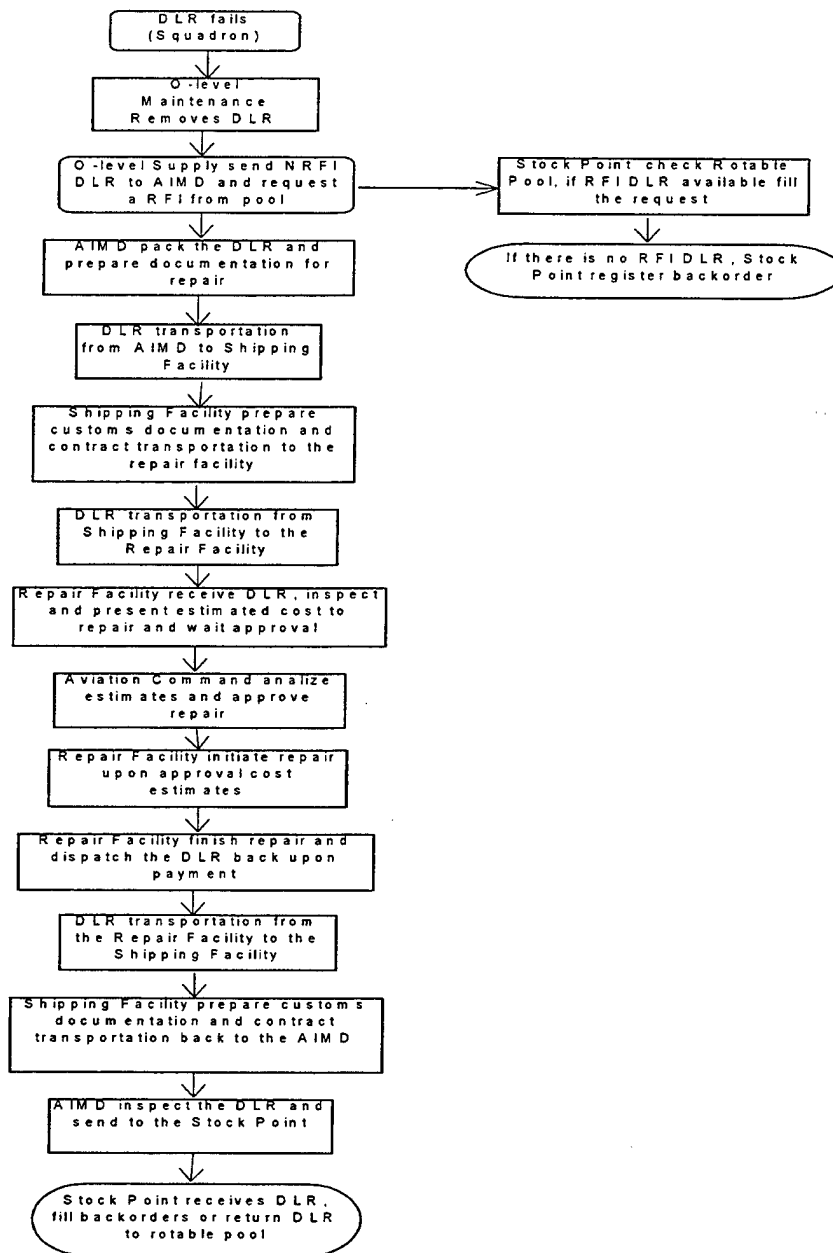 DLR fails
(Squadron)
O-level
Maintenance
Removes DLR
O-level Supply send NRFI
DLR to AIMD and request
a RFI from pool
Stock Point check Rotable
Pool, if RFI DLR available fill
the request
If there is no RFI DLR, Stock
Point register backorder
AIMD pack the DLR and
prepare documentation for
repair
DLR transportation
from AIMD to Shipping
Facility
Shipping Facility prepare
customs documentation and
contract transportation to the
repair facility
DLR transportation from
Shipping Facility to the
Repair Facility
Repair Facility receive DLR, inspect
and present estimated cost to
repair and wait approval
Aviation Command analize
estimates and approve
repair
Repair Facility initiate repair
upon approval cost
estimates
Repair Facility finish repair and
dispatch the DLR back upon
payment
DLR transportation from
the Repair Facility to the
Shipping Facility
Shipping Facility prepare customs
documentation and contract
transportation back to the AIMD
AIMD inspect the DLR and
send to the Stock Point
Stock Point receives DLR,
fill backorders or return DLR
to rotable pool